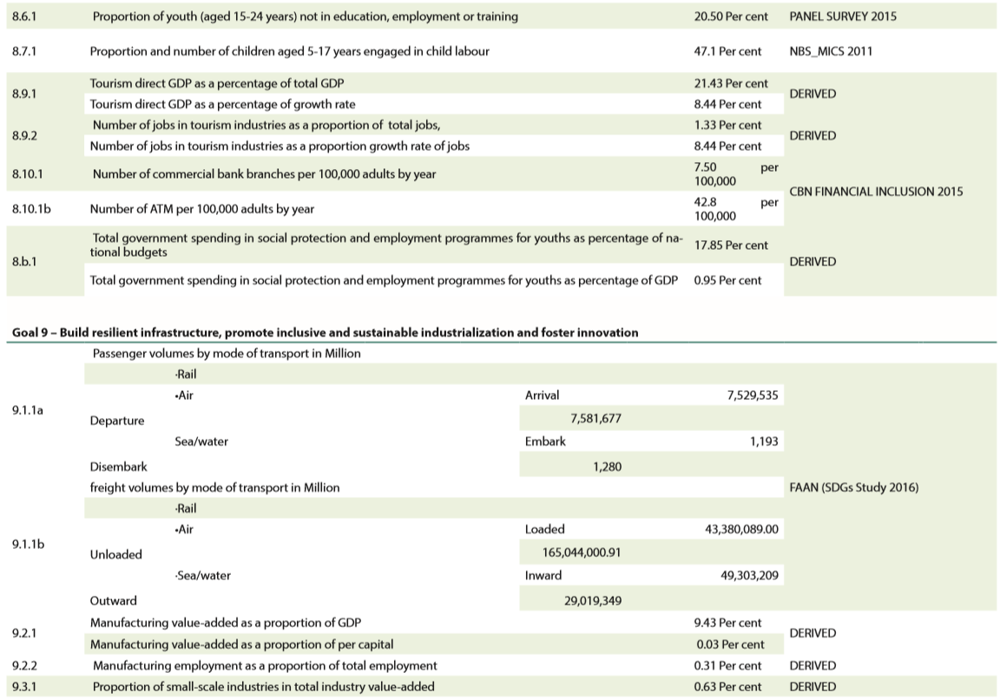 8.6.1 Proportion of youth (aged 15-24 years) not in education, employment or training 20.50 Per cent PANEL SURVEY 2015
8.7.1 Proportion and number of children aged 5-17 years engaged in child labour 47.1 Per cent NBS_MICS 2011
8.9.1 Tourism direct GDP as a percentage of total GDP 21.43 Per cent DERIVED
Tourism direct GDP as a percentage of growth rate 8.44 Per cent
8.9.2 Number of jobs in tourism industries as a proportion of total jobs, 1.33 Per cent DERIVED
Number of jobs in tourism industries as a proportion growth rate of jobs 8.44 Per cent
8.10.1 Number of commercial bank branches per 100,000 adults by year 7.50 per
100,000
CBN FINANCIAL INCLUSION 2015
8.10.1b Number of ATM per 100,000 adults by year 42.8 per
100,000
8.b.1 Total government spending in social protection and employment programmes for youths as percentage of na-
tional budgets 17.85 Per cent DERIVED
Total government spending in social protection and employment programmes for youths as percentage of GDP 0.95 Per cent
Goal 9 – Build resilient infrastructure, promote inclusive and sustainable industrialization and foster innovation
Passenger volumes by mode of transport in Million
·Rail
•Air Arrival 7,529,535
9.1.1a
Departure 7,581,677
Sea/water Embark 1,193
Disembark 1,280
freight volumes by mode of transport in Million FAAN (SDGs Study 2016)
·Rail
•Air Loaded 43,380,089.00
9.1.1b
Unloaded 165,044,000.91
·Sea/water Inward 49,303,209
Outward 29,019,349
9.2.1 Manufacturing value-added as a proportion of GDP 9.43 Per cent DERIVED
Manufacturing value-added as a proportion of per capital 0.03 Per cent
9.2.2 Manufacturing employment as a proportion of total employment 0.31 Per cent DERIVED
9.3.1 Proportion of small-scale industries in total industry value-added 0.63 Per cent DERIVED